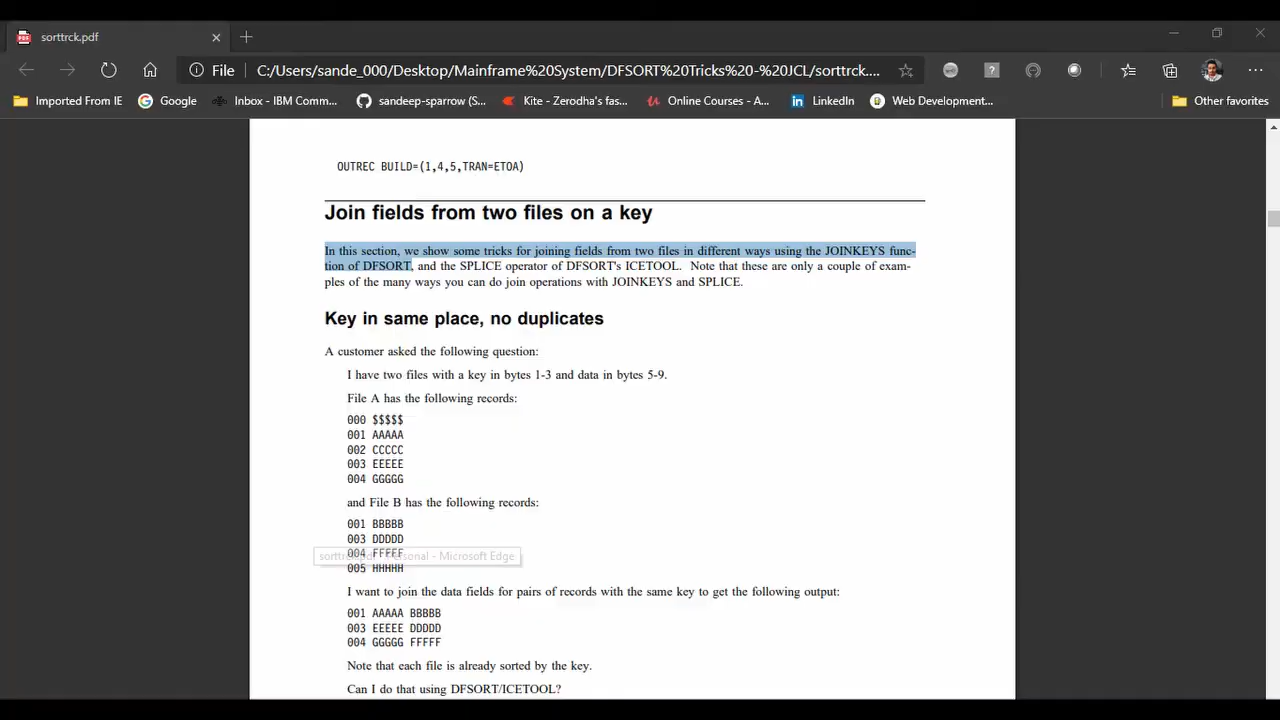 sorttrck.pdf
File C:/Users/sande_000/Desktop/Mainframe%20System/DFSORT%20Tricks%20-%20JCL/sorttrck....
Imported From IE Google Inbox - IBM Comm... sandeep-sparrow (S... Kite - Zerodha's fas... Online Courses - A... LinkedIn Web Development... Other favorites
OUTREC BUILD=(1,4,5,TRAN=ETOA)
Join fields from two files on a key
In this section, we show some tricks for joining fields from two files in different ways using the JOINKEYS func-
tion of DFSORT, and the SPLICE operator of DFSORT's ICETOOL. Note that these are only a couple of exam-
ples of the many ways you can do join operations with JOINKEYS and SPLICE.
Key in same place, no duplicates
A customer asked the following question:
I have two files with a key in bytes 1-3 and data in bytes 5-9.
File A has the following records:
000 $$$$$
001 AAAAA
002 CCCCC
003 EEEEE
004 GGGGG
and File B has the following records:
001 BBBBB
003 DDDDD
004 FFFFF
005 HHHHH
I want to join the data fields for pairs of records with the same key to get the following output:
001 AAAAA BBBBB
003 EEEEE DDDDD
004 GGGGG FFFFF
Note that each file is already sorted by the key.
Can I do that using DFSORT/ICETOOL?